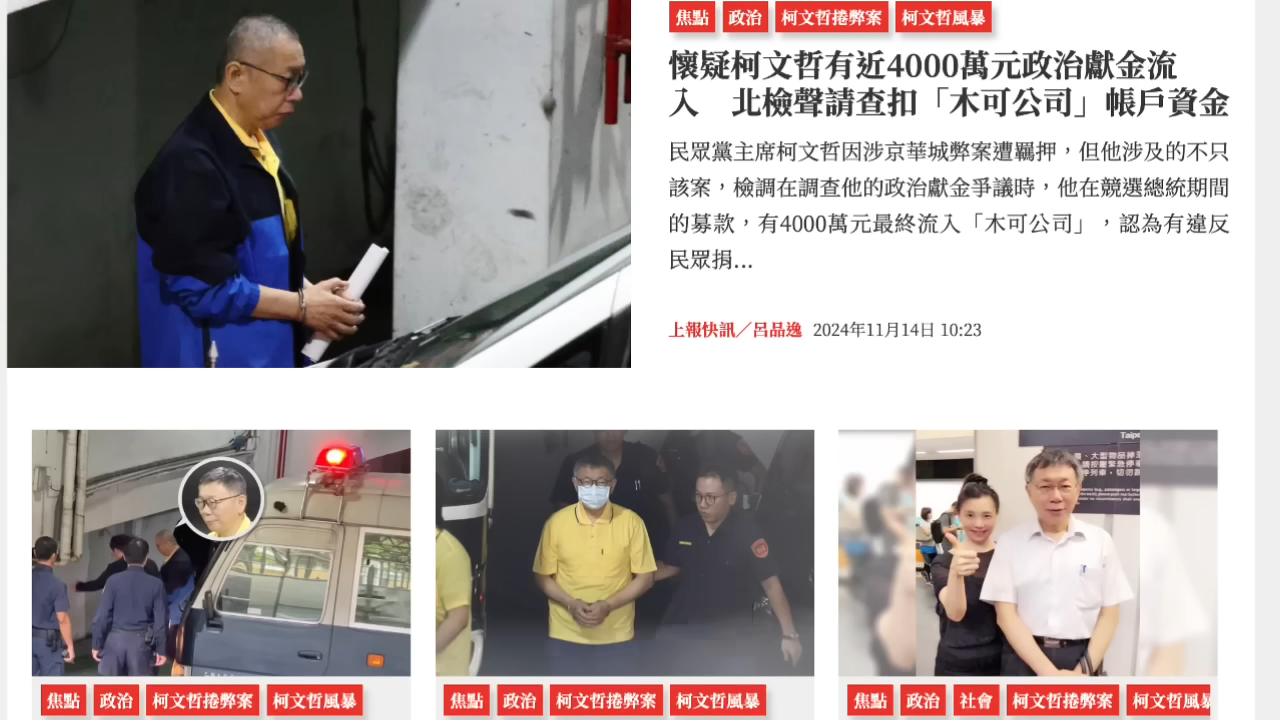 焦點 政治 柯文哲捲弊案 柯文哲風暴
懷疑柯文哲有近4000萬元政治獻金流
入　北檢聲請查扣「木可公司」帳戶資金
民眾黨主席柯文哲因涉京華城弊案遭羈押，但他涉及的不只
該案，檢調在調查他的政治獻金爭議時，他在競選總統期間
的募款，有4000萬元最終流入「木可公司」，認為有違反
民眾捐...
上報快訊／呂品逸 2024年11月14日 10:23
焦點 政治 柯文哲捲弊案 柯文哲風暴
焦點 政治 柯文哲捲弊案 柯文哲風暴
焦點 政治 社會 柯文哲捲弊案 柯文哲風暴